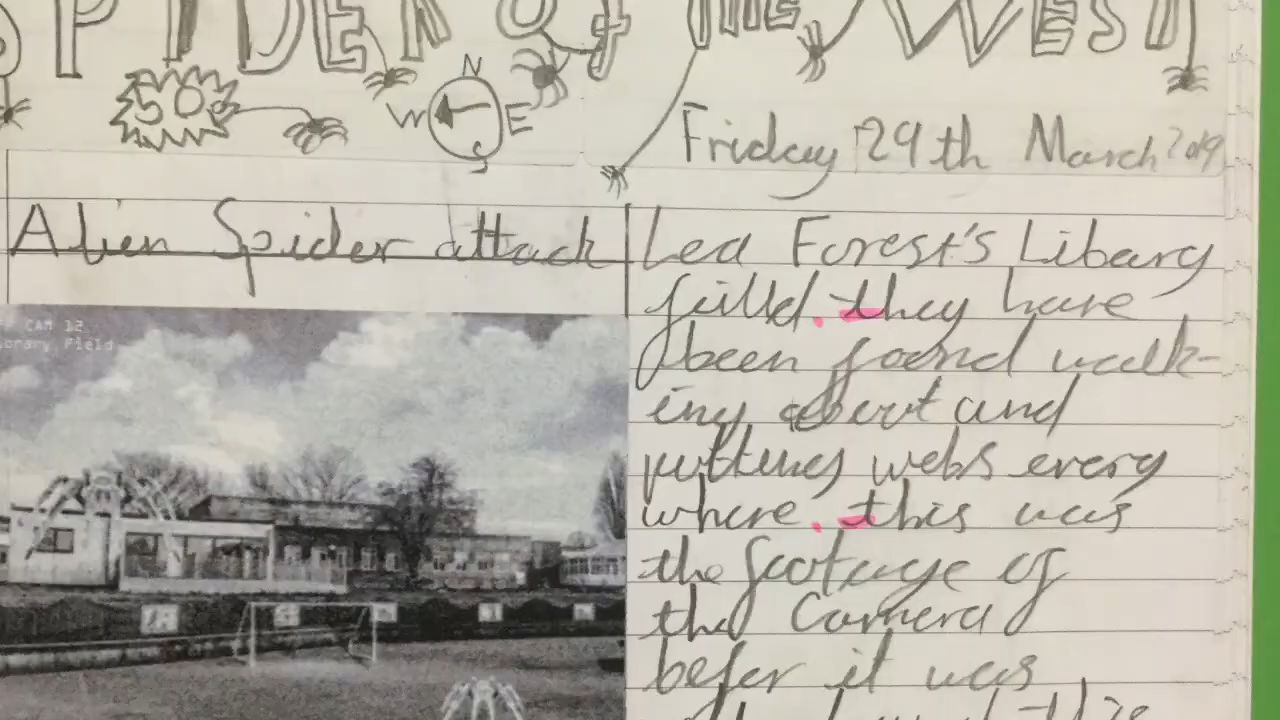 SPIDER Of THE WEST
50p
N
W E
S
Friday 29th March 2019
Alien Spider attack
CAM 12
Library Field
Lea Forest's Libary
filld. they have
been found walk-
ing about and
putting webs every
where. this was
the footage of
the Camera
befor it was